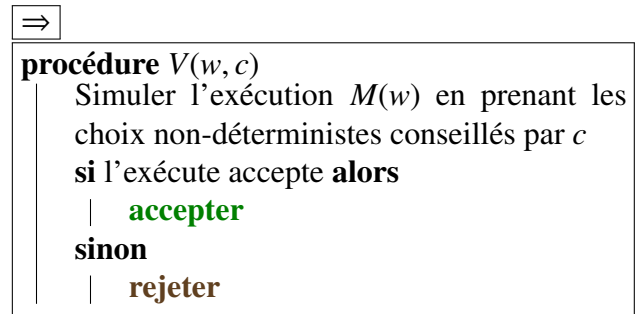 ⇒
procédure V(w, c)
Simuler l'exécution M(w) en prenant les
choix non-déterministes conseillés par c
si l'exécute accepte alors
accepter
sinon
rejeter